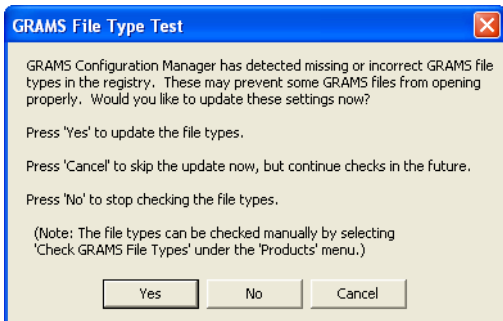 GRAMS File Type Test
GRAMS Configuration Manager has detected missing or incorrect GRAMS file
types in the registry.  These may prevent some GRAMS files from opening
properly.  Would you like to update these settings now?
Press 'Yes' to update the file types.
Press 'Cancel' to skip the update now, but continue checks in the future.
Press 'No' to stop checking the file types.
(Note: The file types can be checked manually by selecting
'Check GRAMS File Types' under the 'Products' menu.)
Yes No Cancel